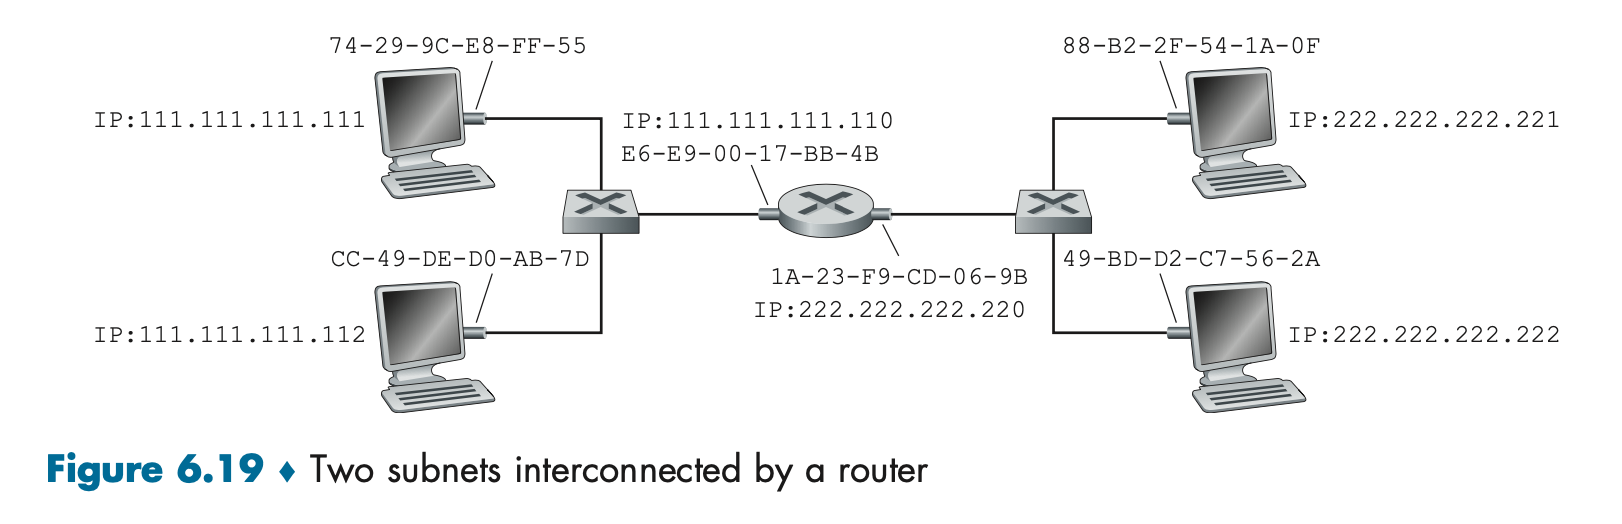 74-29-9C-E8-FF-55
88-B2-2F-54-1A-0F
IP:111.111.111.111
IP:111.111.111.110
E6-E9-00-17-BB-4B
IP:222.222.222.221
CC-49-DE-D0-AB-7D
49-BD-D2-C7-56-2A
1A-23-F9-CD-06-9B
IP:222.222.222.220
IP:111.111.111.112
IP:222.222.222.222
Figure 6.19 ♦ Two subnets interconnected by a router